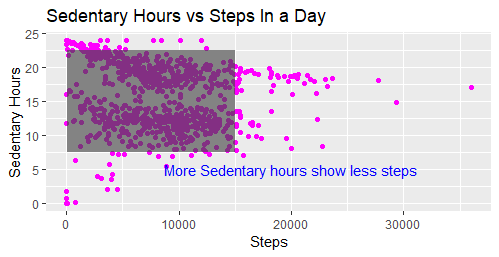 Sedentary Hours vs Steps In a Day
25
20
15
10
5
0
Sedentary Hours
More Sedentary hours show less steps
0 10000 20000 30000
Steps